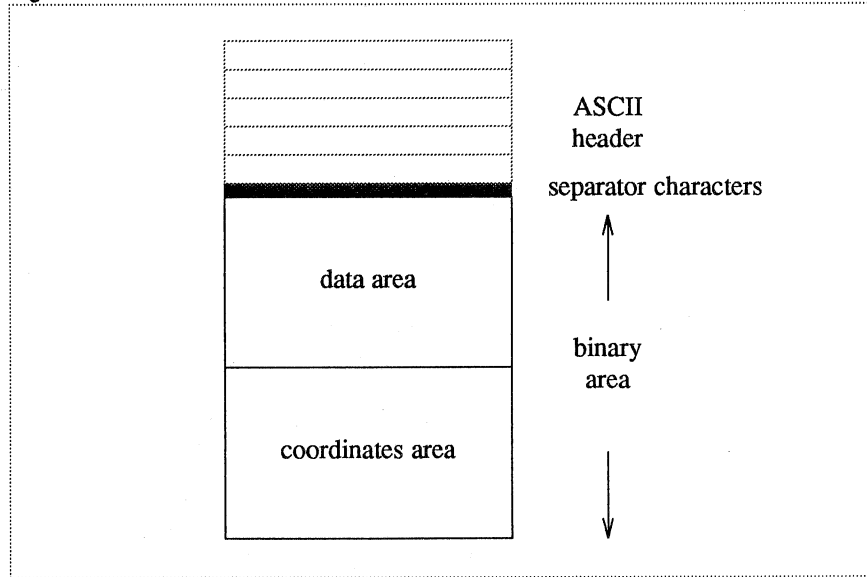 ASCII
header
separator characters
data area
binary
area
coordinates area